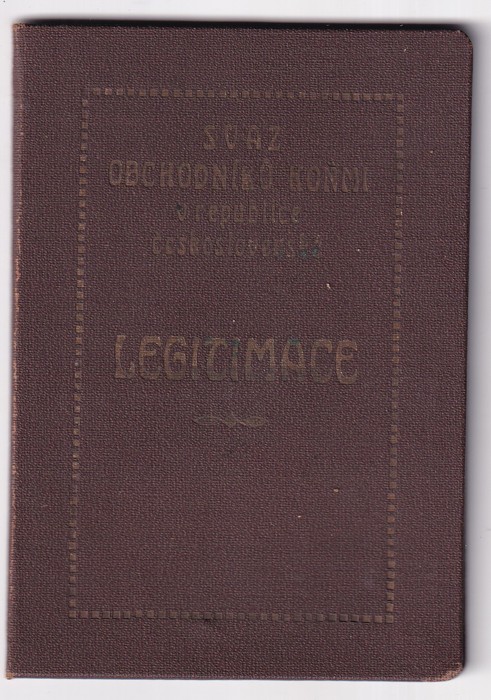 SVAZ
OBCHODNÍKŮ KOŇMI
v republice
československé
LEGITIMACE